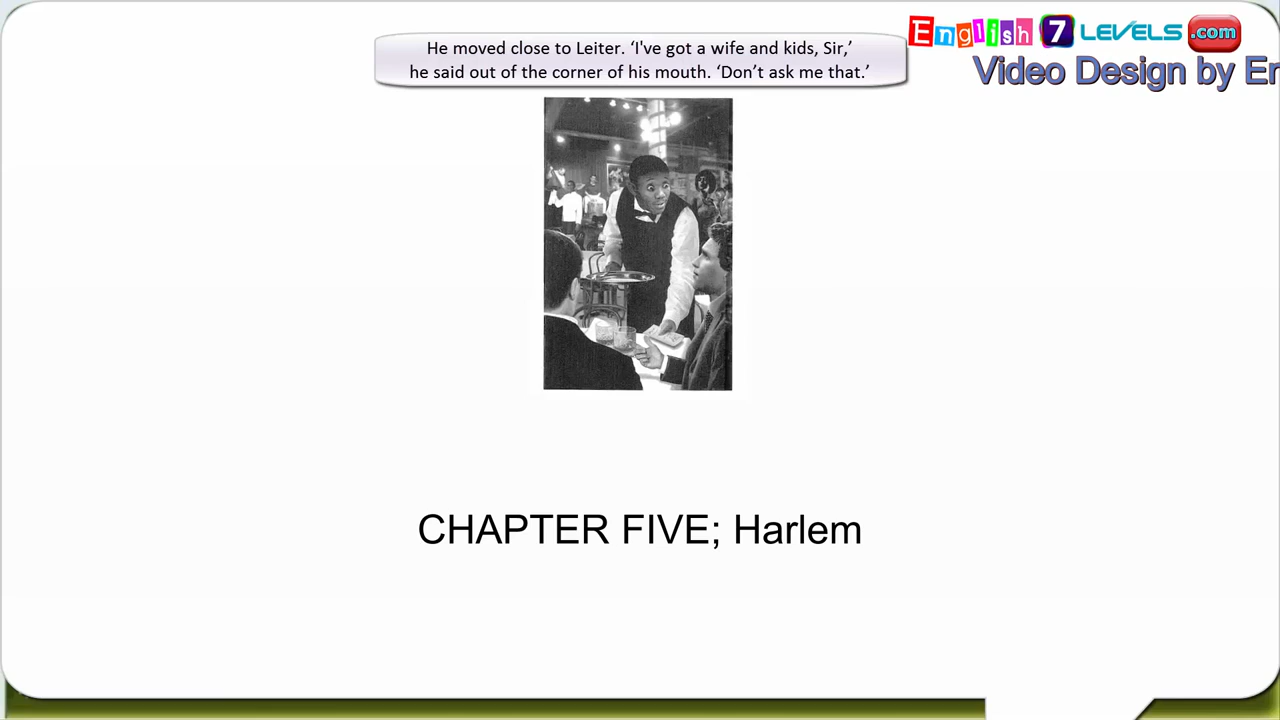 He moved close to Leiter. ‘I've got a wife and kids, Sir,’
he said out of the corner of his mouth. ‘Don’t ask me that.’
English 7 LEVELS .com
Video Design by En
CHAPTER FIVE; Harlem